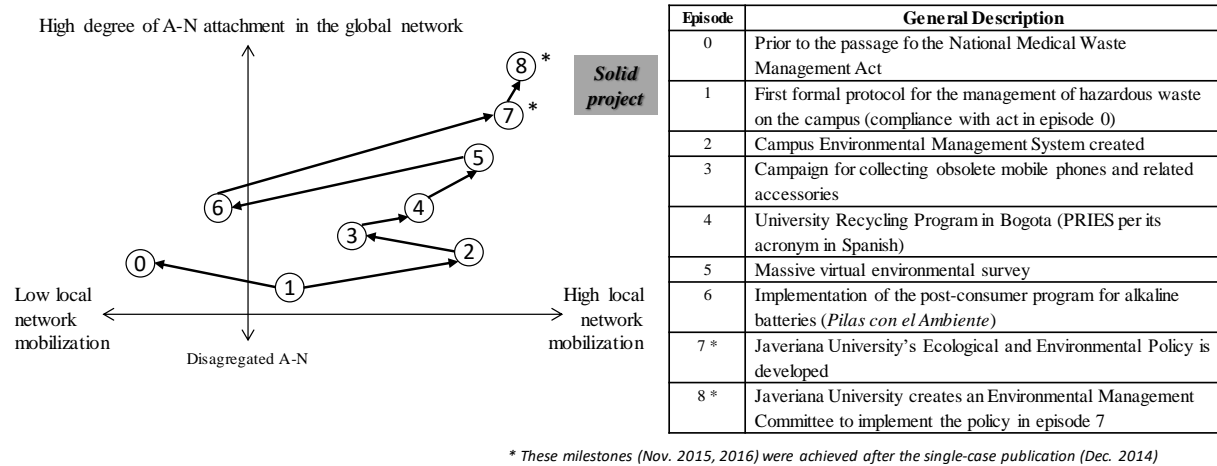 High degree of A-N attachment in the global network
8 *
Solid
project
7 *
5
6
4
3
2
0
1
Low local
network
mobilization
High local
network
mobilization
Disagregated A-N
Episode General Description
0 Prior to the passage fo the National Medical Waste
Management Act
1 First formal protocol for the management of hazardous waste
on the campus (compliance with act in episode 0)
2 Campus Environmental Management System created
3 Campaign for collecting obsolete mobile phones and related
accessories
4 University Recycling Program in Bogota (PRIES per its
acronym in Spanish)
5 Massive virtual environmental survey
6 Implementation of the post-consumer program for alkaline
batteries (Pilas con el Ambiente)
7 * Javeriana University’s Ecological and Environmental Policy is
developed
8 * Javeriana University creates an Environmental Management
Committee to implement the policy in episode 7
* These milestones (Nov. 2015, 2016) were achieved after the single-case publication (Dec. 2014)